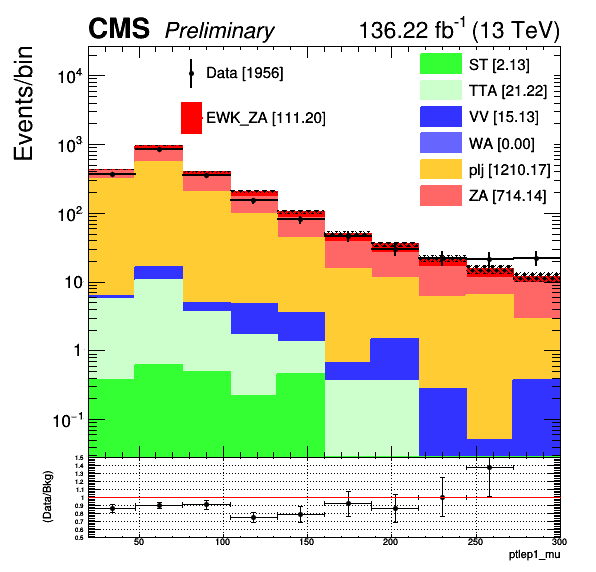 CMS Preliminary 136.22 fb⁻¹ (13 TeV)
Events/bin
10⁴
10³
10²
10
1
10⁻¹
Data [1956]
EWK_ZA [111.20]
ST [2.13]
TTA [21.22]
VV [15.13]
WA [0.00]
plj [1210.17]
ZA [714.14]
(Data/Bkg)
1.5
1.4
1.3
1.2
1.1
1
0.9
0.8
0.7
0.6
0.5
50 100 150 200 250 300
ptlep1_mu